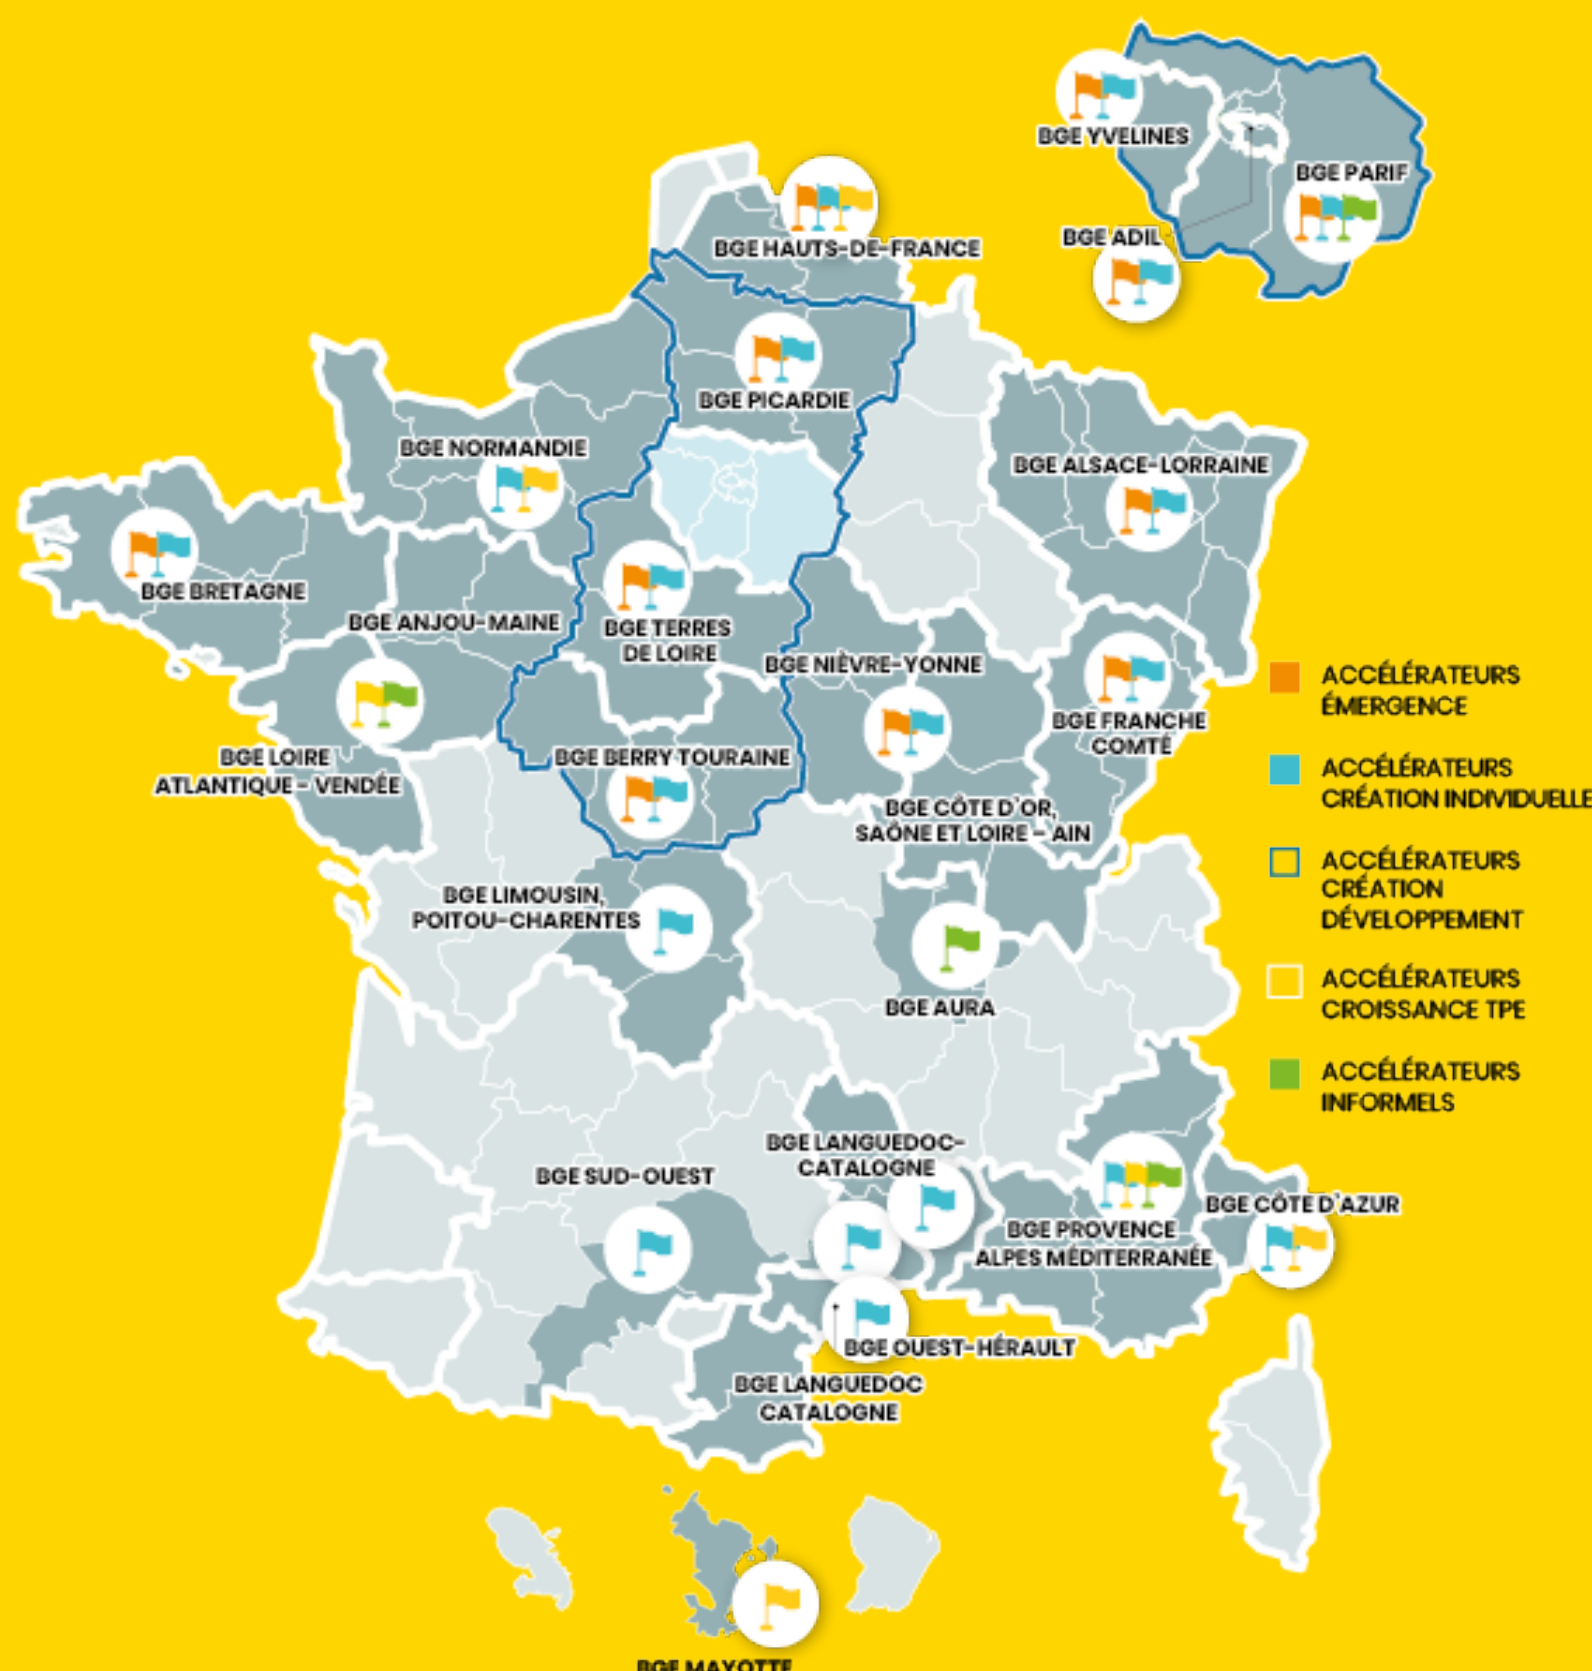 BGE YVELINES
BGE PARIF
BGE ADIL
BGE HAUTS-DE-FRANCE
BGE PICARDIE
BGE NORMANDIE
BGE ALSACE-LORRAINE
BGE BRETAGNE
BGE ANJOU-MAINE
BGE TERRES
DE LOIRE
BGE NIÈVRE-YONNE
BGE FRANCHE
COMTÉ
BGE LOIRE
ATLANTIQUE - VENDÉE
BGE BERRY TOURAINE
BGE CÔTE D'OR,
SAÔNE ET LOIRE - AIN
BGE LIMOUSIN,
POITOU-CHARENTES
BGE AURA
BGE LANGUEDOC-
CATALOGNE
BGE SUD-OUEST
BGE PROVENCE
ALPES MÉDITERRANÉE
BGE CÔTE D'AZUR
BGE OUEST-HÉRAULT
BGE LANGUEDOC
CATALOGNE
BGE MAYOTTE
ACCÉLÉRATEURS
ÉMERGENCE
ACCÉLÉRATEURS
CRÉATION INDIVIDUELLE
ACCÉLÉRATEURS
CRÉATION
DÉVELOPPEMENT
ACCÉLÉRATEURS
CROISSANCE TPE
ACCÉLÉRATEURS
INFORMELS